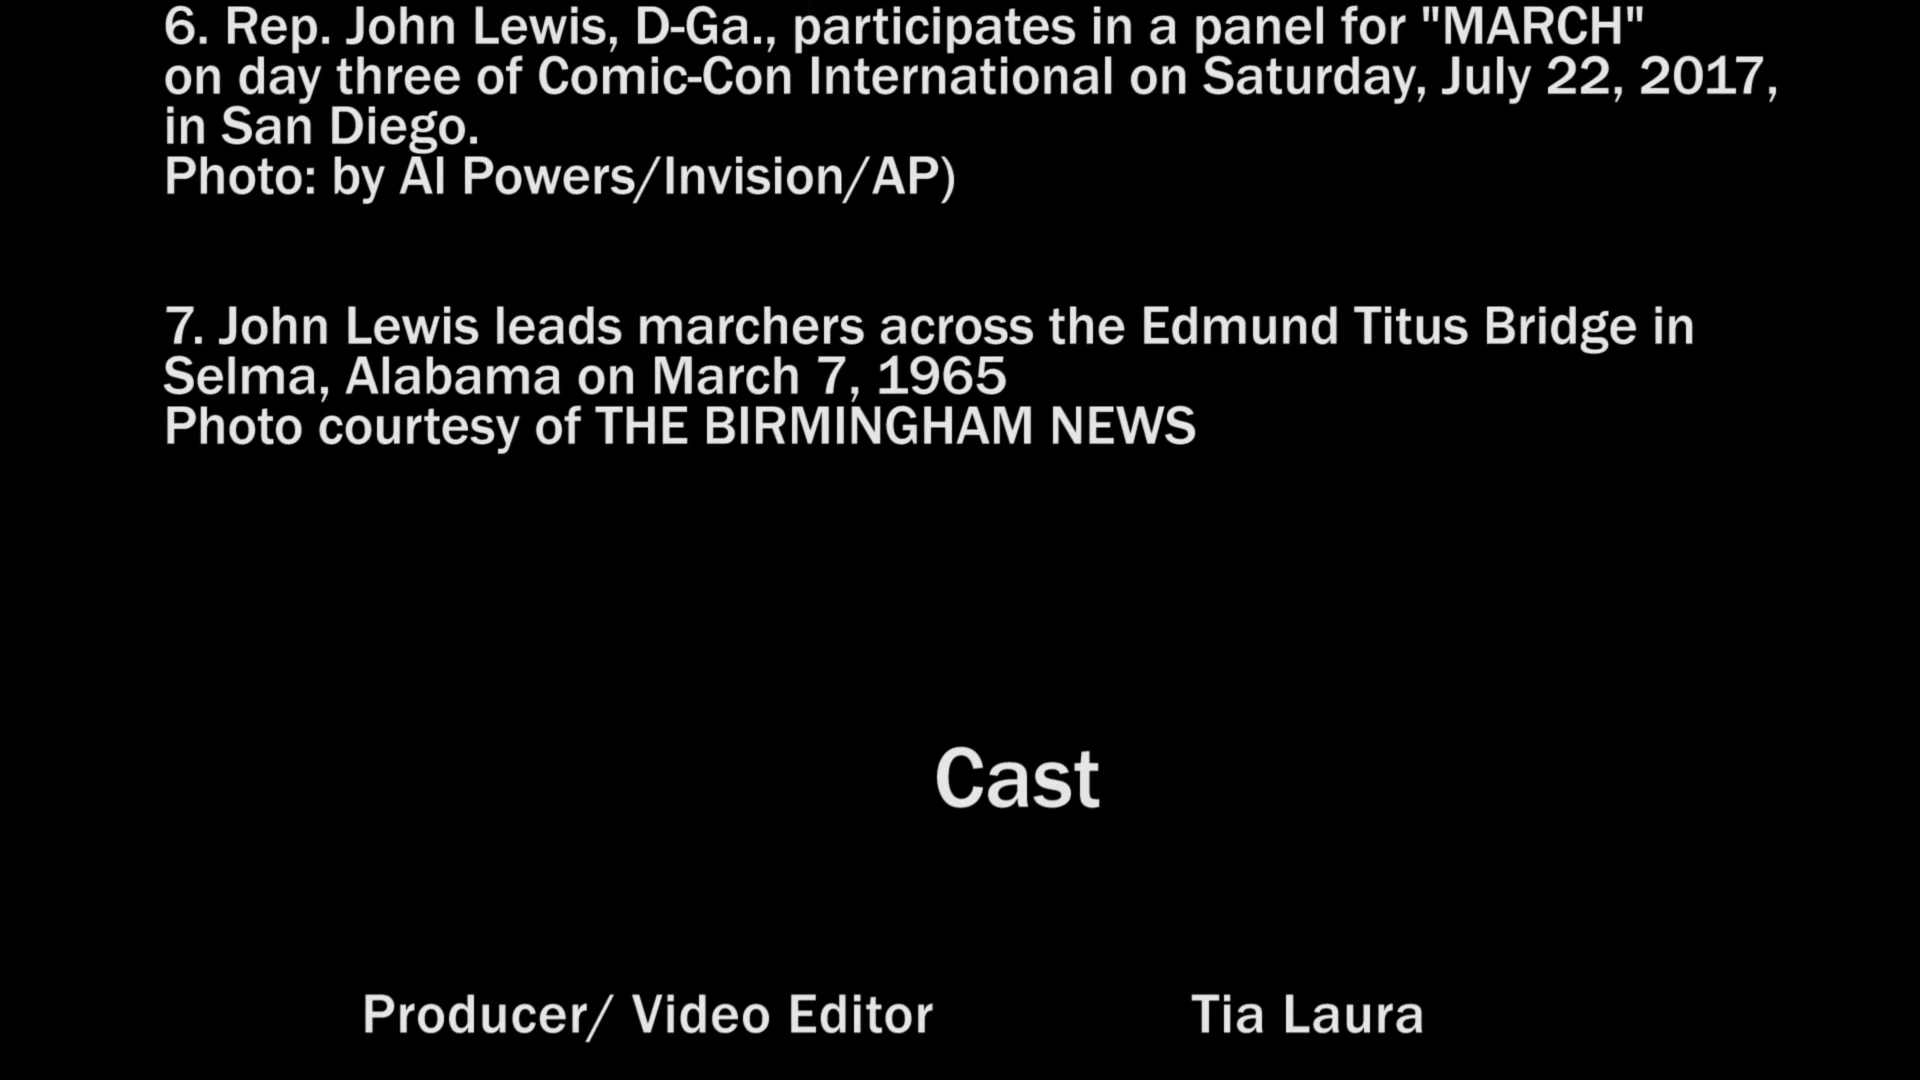 6. Rep. John Lewis, D-Ga., participates in a panel for "MARCH"
on day three of Comic-Con International on Saturday, July 22, 2017,
in San Diego.
Photo: by Al Powers/Invision/AP)
7. John Lewis leads marchers across the Edmund Titus Bridge in
Selma, Alabama on March 7, 1965
Photo courtesy of THE BIRMINGHAM NEWS
Cast
Producer/ Video Editor Tia Laura